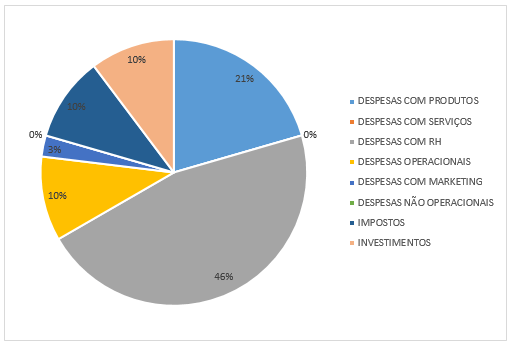 10%
21%
10%
0%
0%
3%
10%
46%
DESPESAS COM PRODUTOS
DESPESAS COM SERVIÇOS
DESPESAS COM RH
DESPESAS OPERACIONAIS
DESPESAS COM MARKETING
DESPESAS NÃO OPERACIONAIS
IMPOSTOS
INVESTIMENTOS